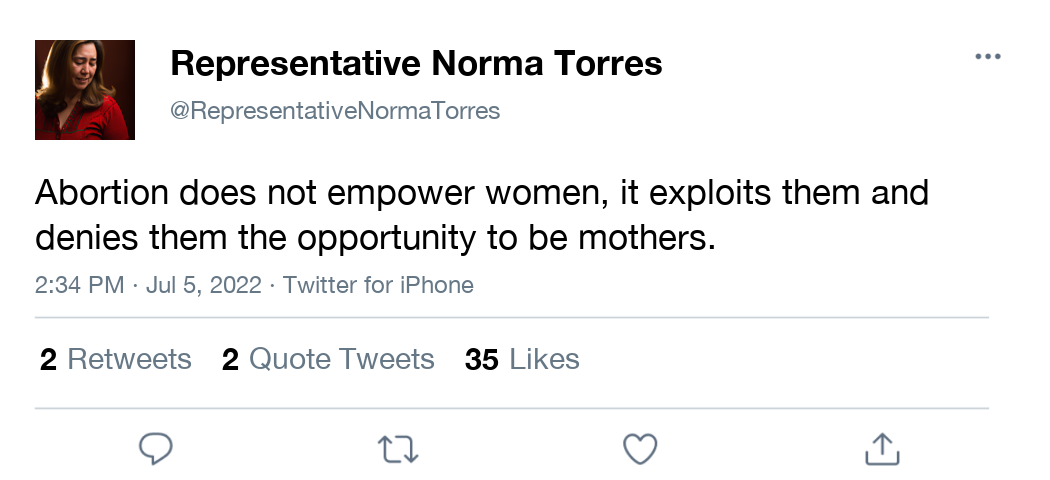 Representative Norma Torres
@RepresentativeNormaTorres
Abortion does not empower women, it exploits them and
denies them the opportunity to be mothers.
2:34 PM · Jul 5, 2022 · Twitter for iPhone
2 Retweets 2 Quote Tweets 35 Likes